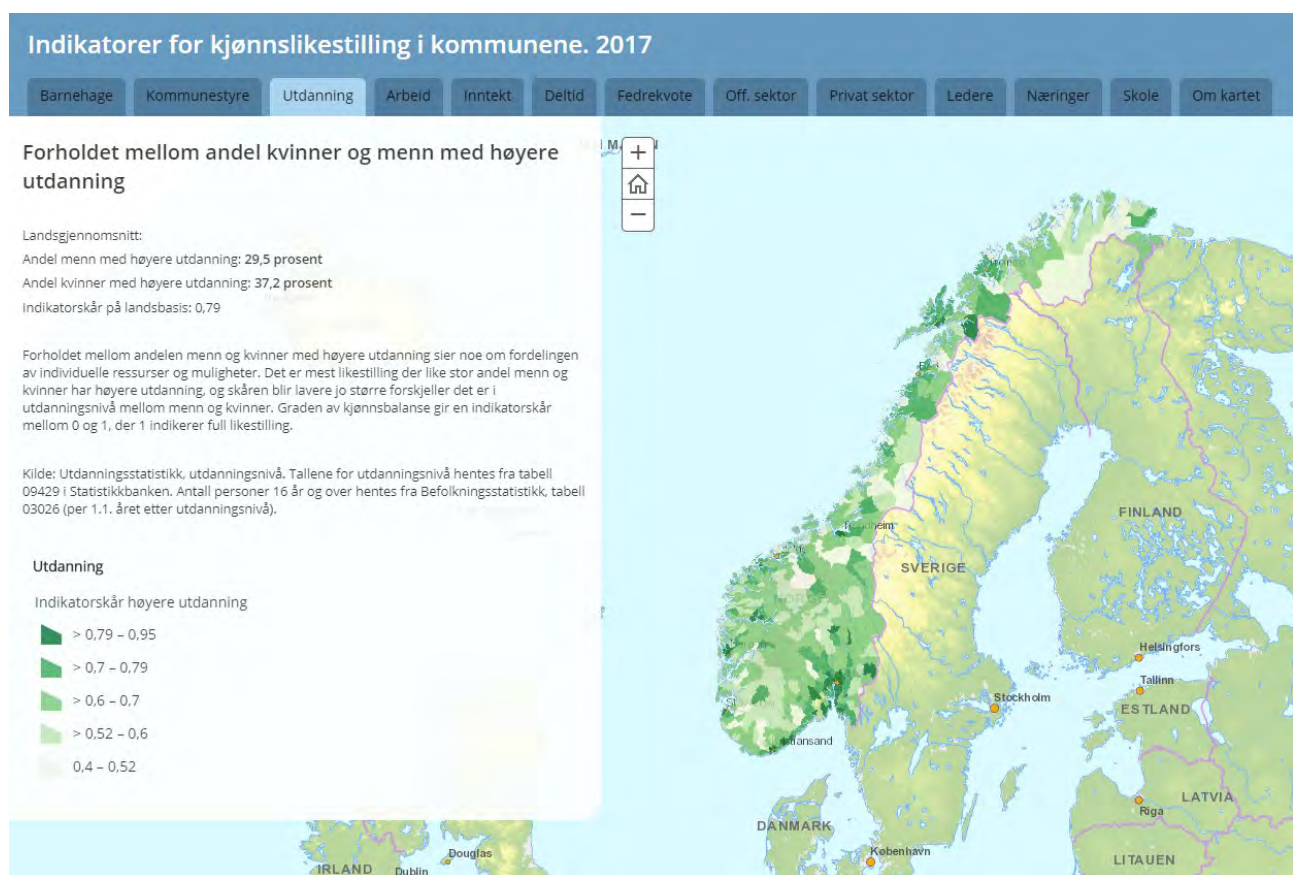 Indikatorer for kjønnslikestilling i kommunene. 2017
Barnehage Kommunestyre Utdanning Arbeid Inntekt Deltid Fedrekvote Off. sektor Privat sektor Ledere Næringer Skole Om kartet
Forholdet mellom andel kvinner og menn med høyere
utdanning
Landsgjennomsnitt:
Andel menn med høyere utdanning: 29,5 prosent
Andel kvinner med høyere utdanning: 37,2 prosent
Indikatorskår på landsbasis: 0,79
Forholdet mellom andelen menn og kvinner med høyere utdanning sier noe om fordelingen
av individuelle ressurser og muligheter. Det er mest likestilling der like stor andel menn og
kvinner har høyere utdanning, og skåren blir lavere jo større forskjeller det er i
utdanningsnivå mellom menn og kvinner. Graden av kjønnsbalanse gir en indikatorskår
mellom 0 og 1, der 1 indikerer full likestilling.
Kilde: Utdanningsstatistikk, utdanningsnivå. Tallene for utdanningsnivå hentes fra tabell
09429 i Statistikkbanken. Antall personer 16 år og over hentes fra Befolkningsstatistikk, tabell
03026 (per 1.1. året etter utdanningsnivå).
Utdanning
Indikatorskår høyere utdanning
> 0,79 – 0,95
> 0,7 – 0,79
> 0,6 – 0,7
> 0,52 – 0,6
0,4 – 0,52
+
−
FINLAND
SVERIGE
Helsingfors
Tallinn
Stockholm
ESTLAND
LATVIA
Riga
DANMARK
København
LITAUEN
Douglas
IRLAND
Dublin